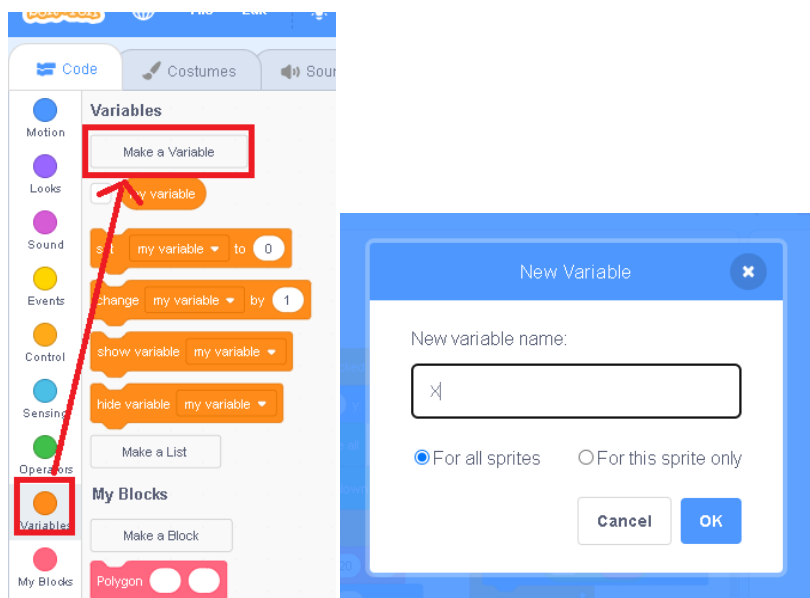 Code
Costumes
Motion
Looks
Sound
Events
Control
Sensing
Operators
Variables
My Blocks
Variables
Make a Variable
my variable
set my variable to 0
change my variable by 1
show variable my variable
hide variable my variable
Make a List
My Blocks
Make a Block
Polygon
New Variable
New variable name:
x
For all sprites
For this sprite only
Cancel
OK